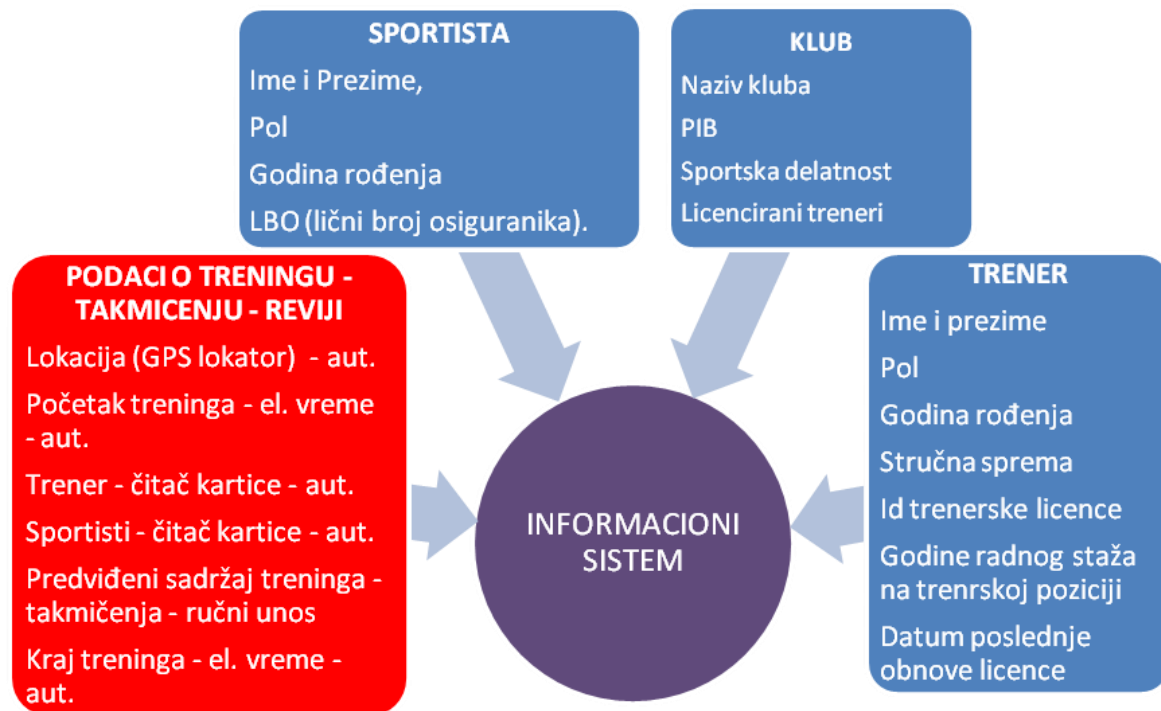 SPORTISTA
Ime i Prezime,
Pol
Godina rođenja
LBO (lični broj osiguranika).
KLUB
Naziv kluba
PIB
Sportska delatnost
Licencirani treneri
PODACI O TRENINGU -
TAKMICENJU - REVIJI
Lokacija (GPS lokator) - aut.
Početak treninga - el. vreme
- aut.
Trener - čitač kartice - aut.
Sportisti - čitač kartice - aut.
Predviđeni sadržaj treninga -
takmičenja - ručni unos
Kraj treninga - el. vreme -
aut.
TRENER
Ime i prezime
Pol
Godina rođenja
Stručna sprema
Id trenerske licence
Godine radnog staža
na trenrskoj poziciji
Datum poslednje
obnove licence
INFORMACIONI
SISTEM